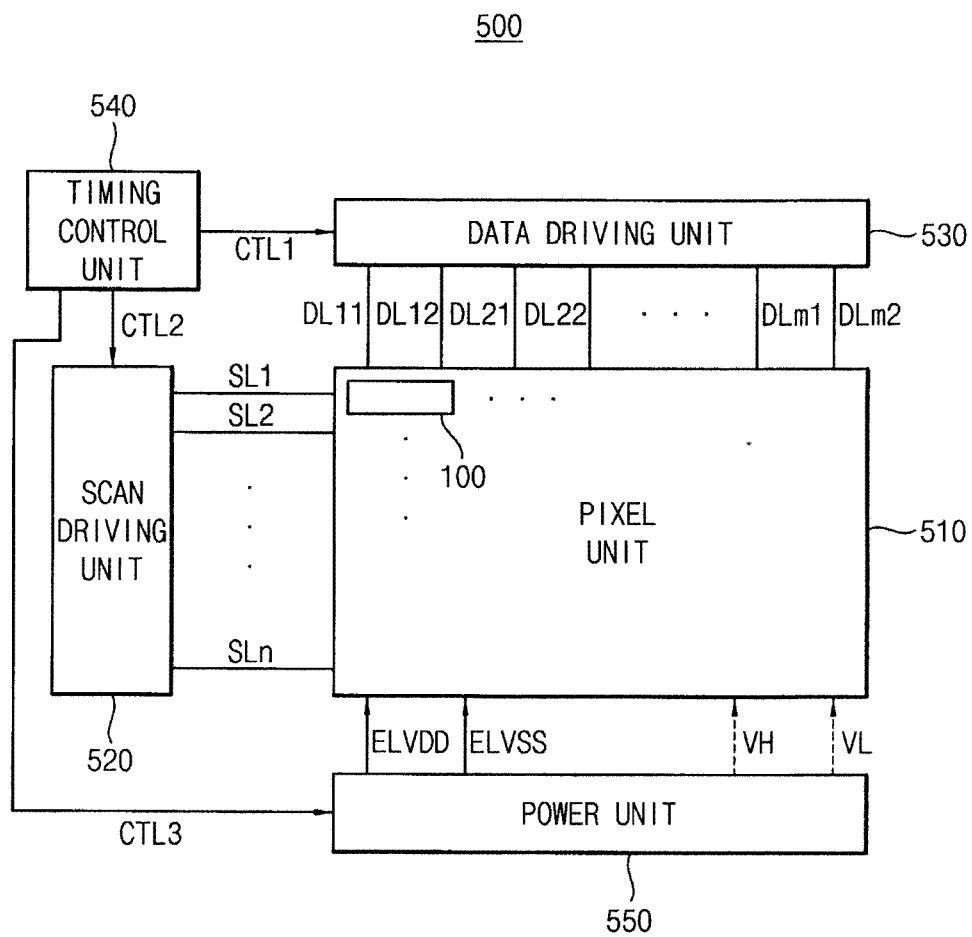 500
540
TIMING
CONTROL
UNIT
CTL1
DATA DRIVING UNIT
530
CTL2
DL11
DL12
DL21
DL22
. . .
DLm1
DLm2
SL1
SL2
. . .
100
SCAN
DRIVING
UNIT
PIXEL
UNIT
510
SLn
520
ELVDD
ELVSS
VH
VL
POWER UNIT
CTL3
550